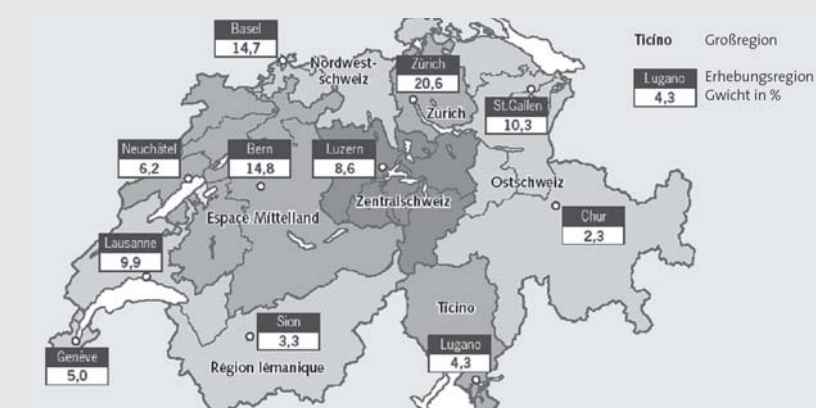 Basel
14,7
Nordwest-
schweiz
Zürich
20,6
Zürich
St.Gallen
10,3
Ticino Großregion
Lugano Erhebungsregion
4,3 Gwicht in %
Neuchâtel
6,2
Bern
14,8
Luzern
8,6
Zentralschweiz
Ostschweiz
Espace Mittelland
Chur
2,3
Lausanne
9,9
Ticino
Sion
3,3
Région lémanique
Lugano
4,3
Genève
5,0